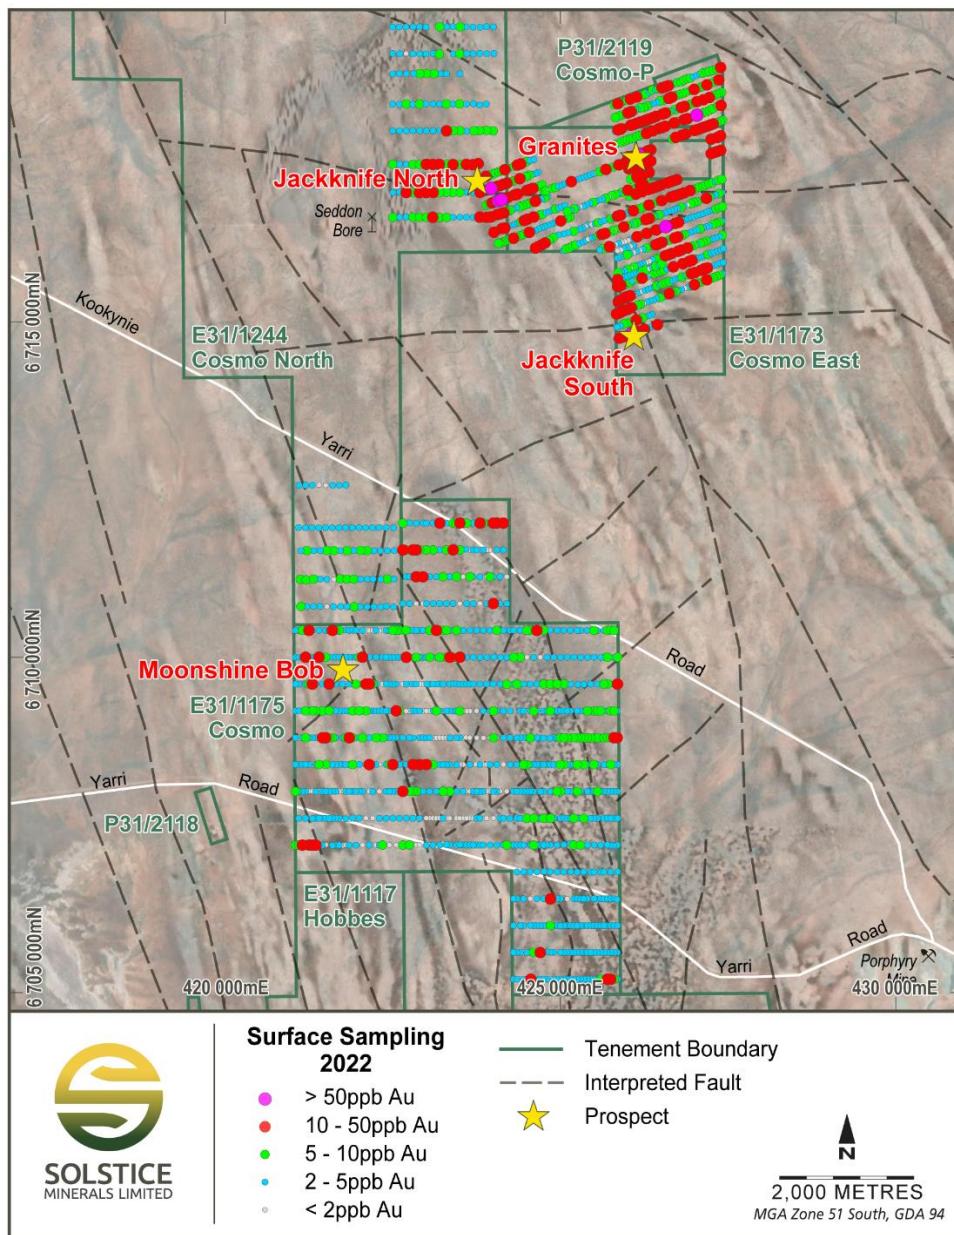 P31/2119
Cosmo-P
Granites
Jackknife North
Seddon
Bore
6 715 000mN
Kookynie
E31/1244
Cosmo North
E31/1173
Cosmo East
Jackknife
South
Yarri
Road
6 710 000mN
Moonshine Bob
E31/1175
Cosmo
Yarri
Road
P31/2118
E31/1117
Hobbes
6 705 000mN
Road
Porphyry
Mine
Yarri
420 000mE
425 000mE
430 000mE
Surface Sampling
2022
> 50ppb Au
10 - 50ppb Au
5 - 10ppb Au
2 - 5ppb Au
< 2ppb Au
Tenement Boundary
Interpreted Fault
Prospect
SOLSTICE
MINERALS LIMITED
N
2,000 METRES
MGA Zone 51 South, GDA 94